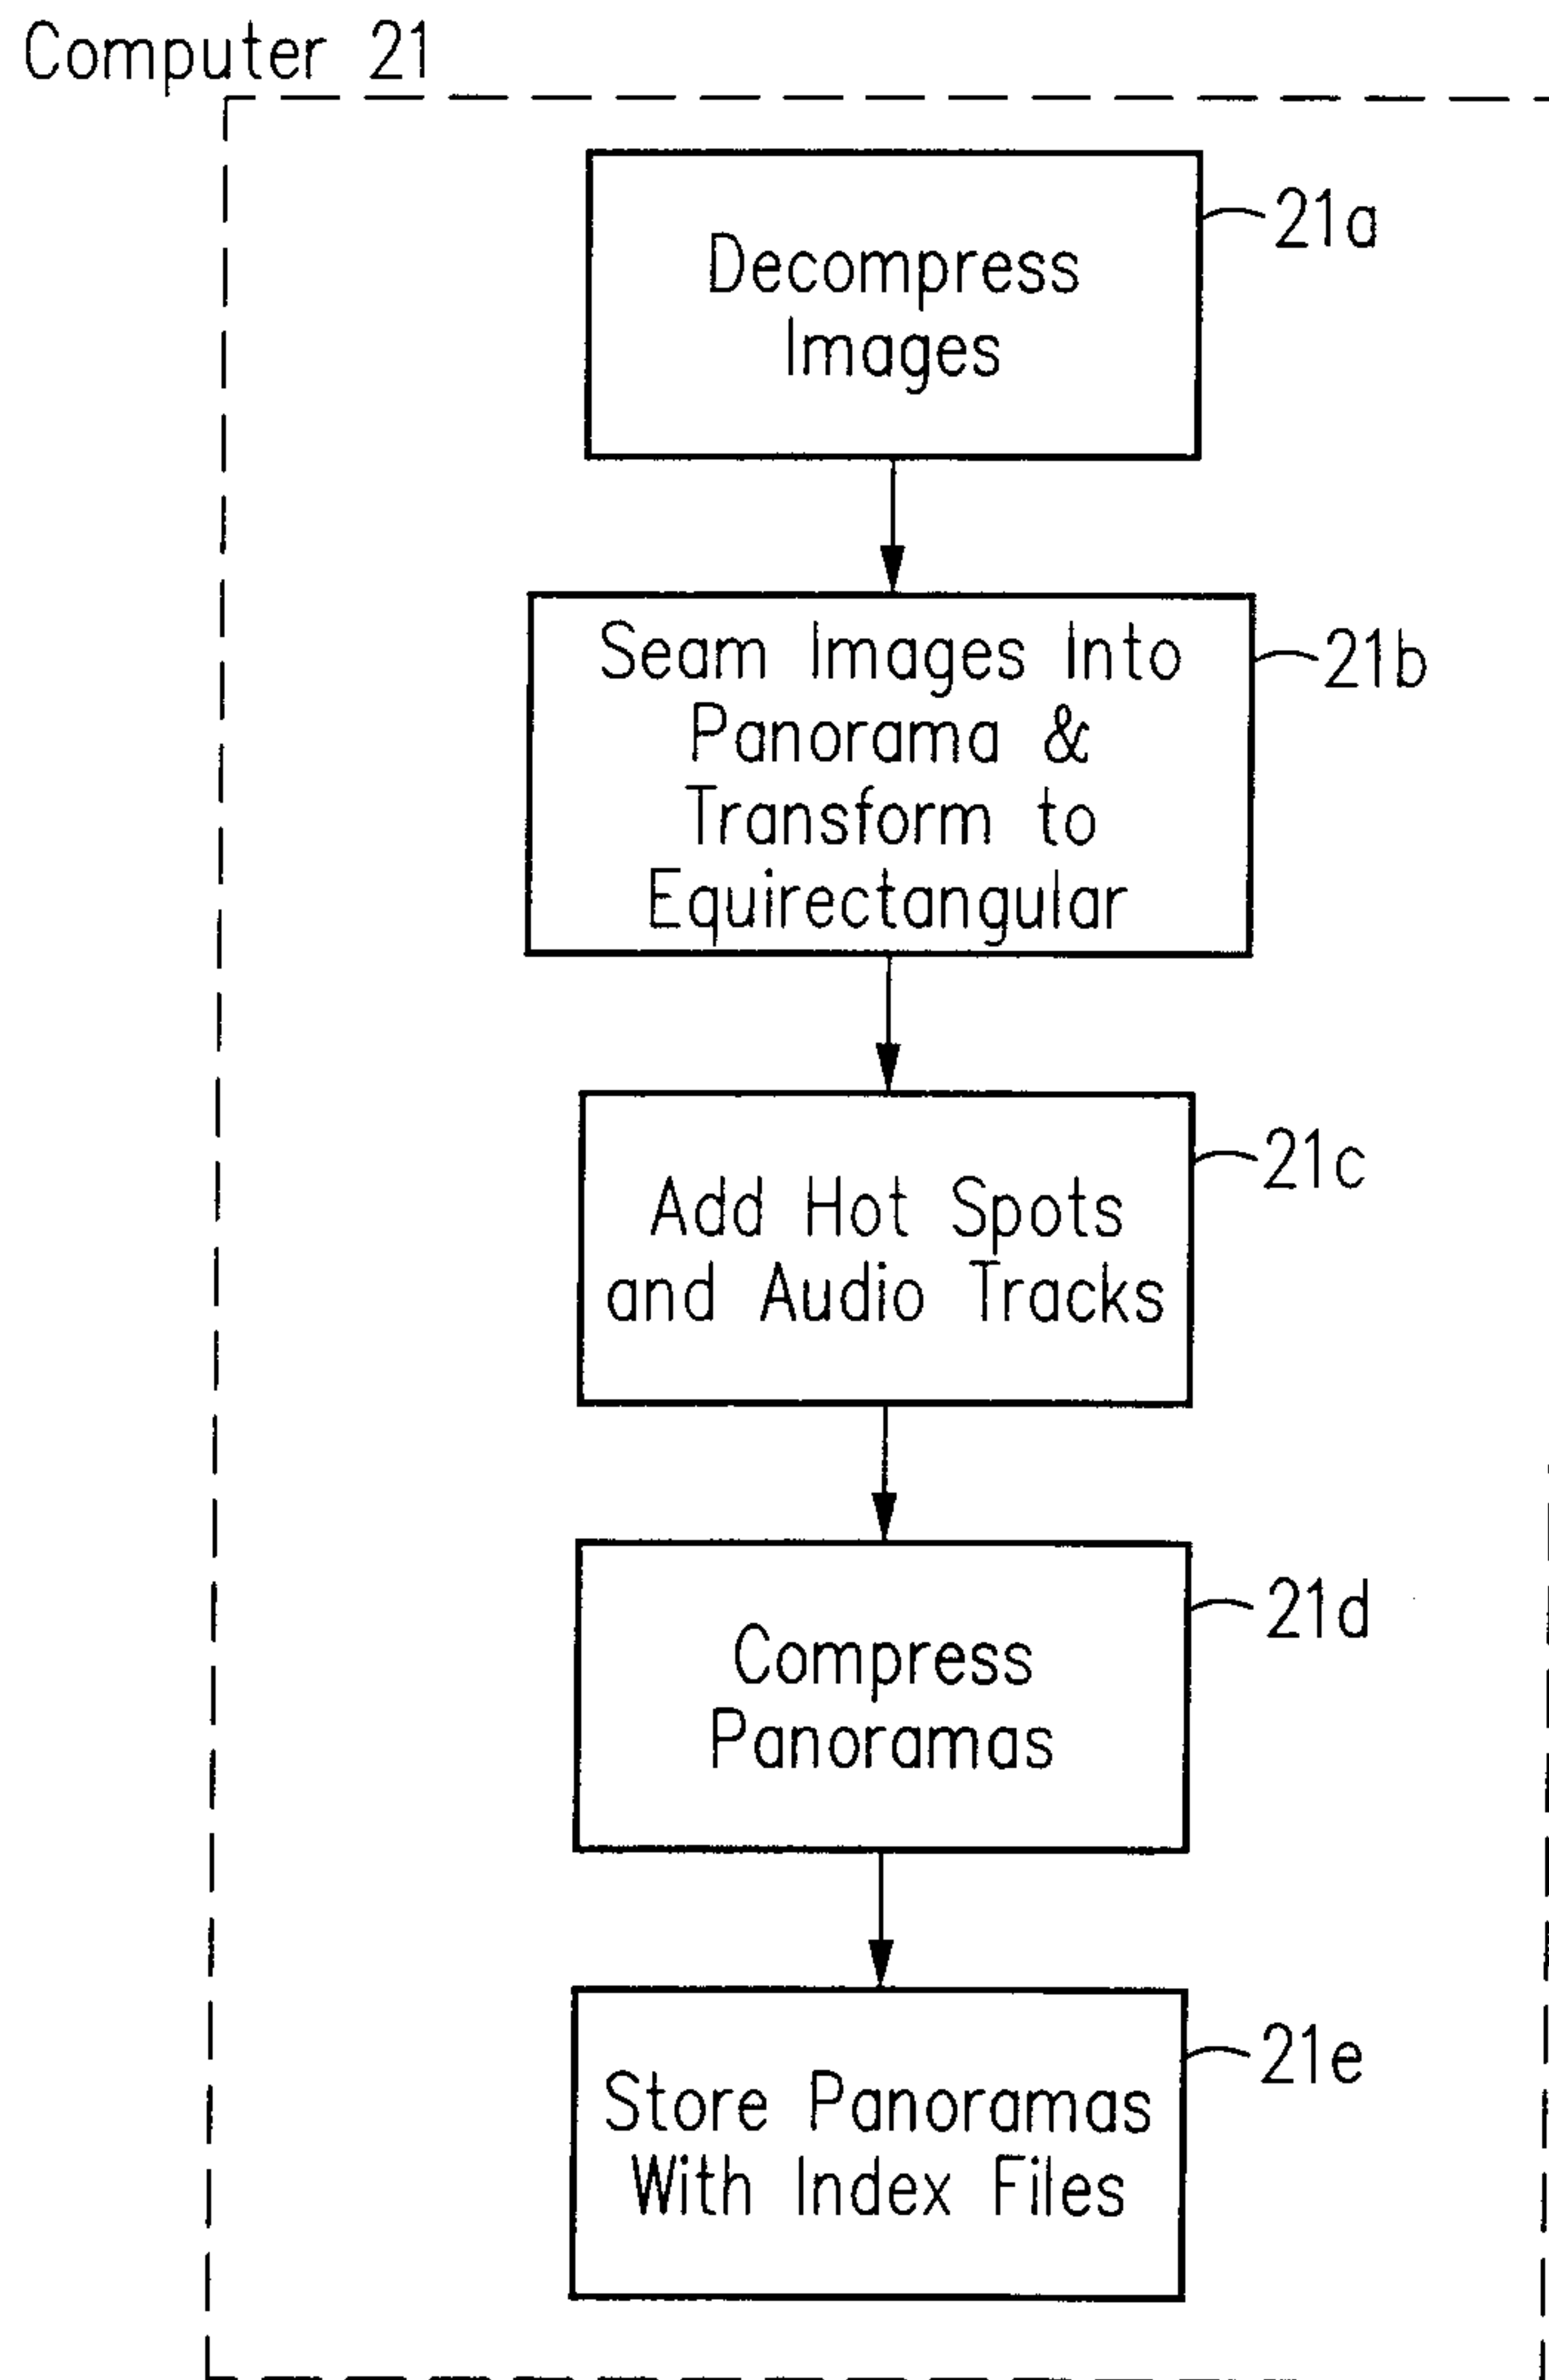 Computer 21
Decompress
Images
21a
Seam Images Into
Panorama &
Transform to
Equirectangular
21b
Add Hot Spots
and Audio Tracks
21c
Compress
Panoramas
21d
Store Panoramas
With Index Files
21e